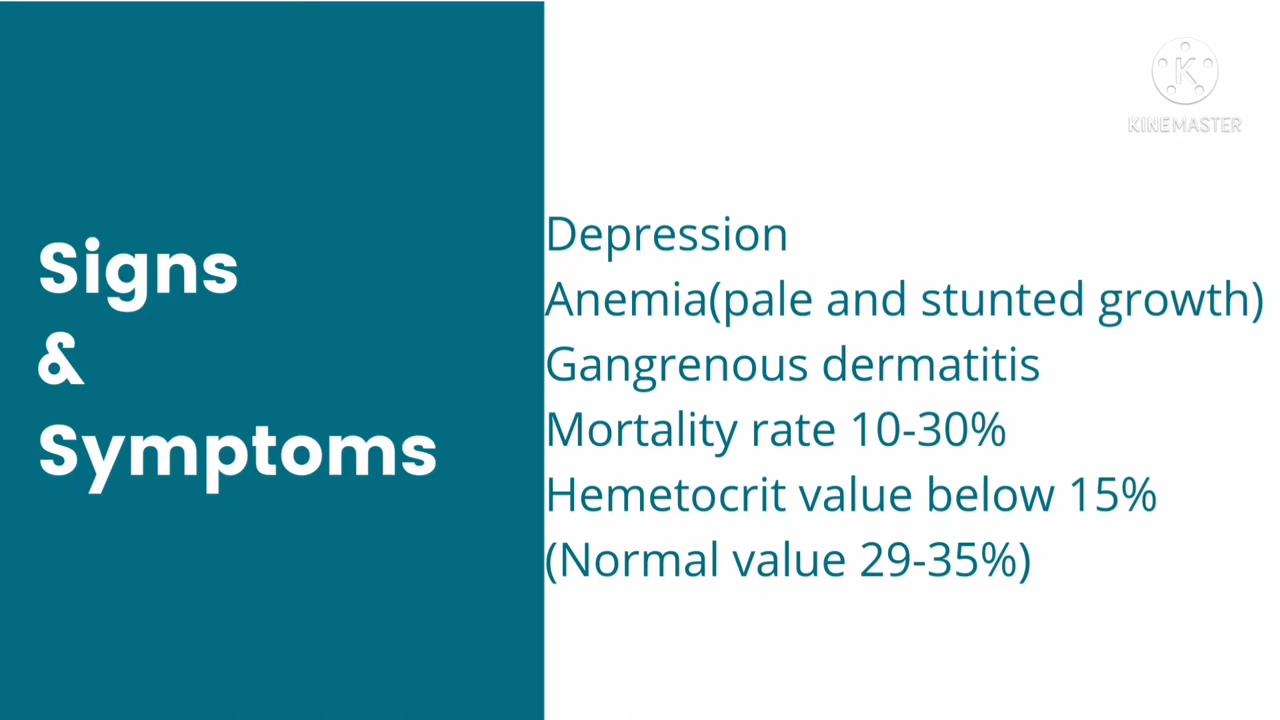 KINEMASTER
Signs
&
Symptoms
Depression
Anemia(pale and stunted growth)
Gangrenous dermatitis
Mortality rate 10-30%
Hemetocrit value below 15%
(Normal value 29-35%)